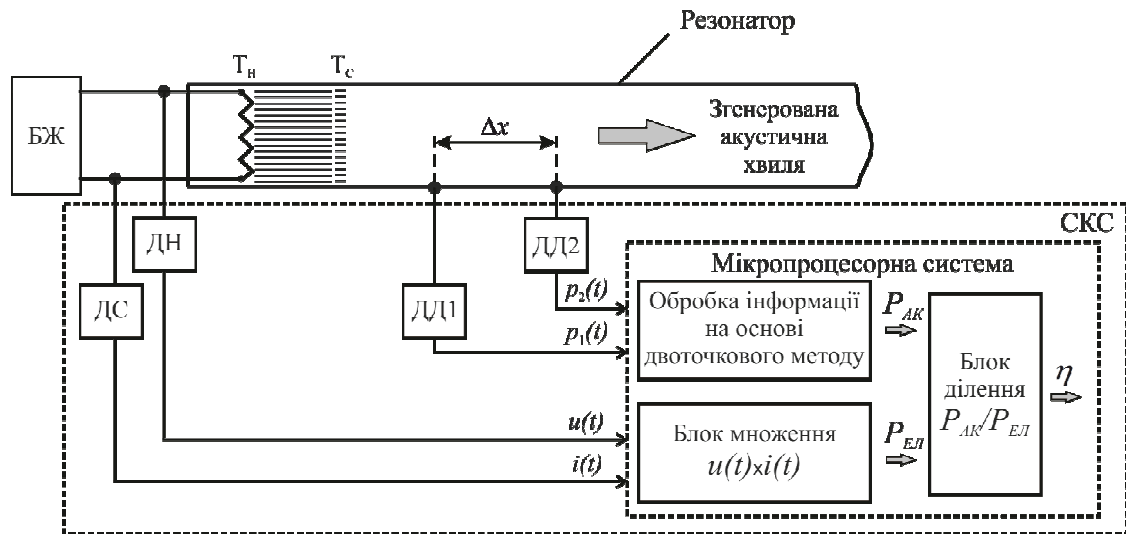 Резонатор
Tн
Tс
БЖ
Δx
Згенерована
акустична
хвиля
СКС
ДН
ДД2
Мікропроцесорна система
ДС
ДД1
p₂(t)
p₁(t)
Обробка інформації
на основі
двоточкового методу
PАК
Блок
ділення
PАК/PЕЛ
η
u(t)
i(t)
Блок множення
u(t)×i(t)
PЕЛ